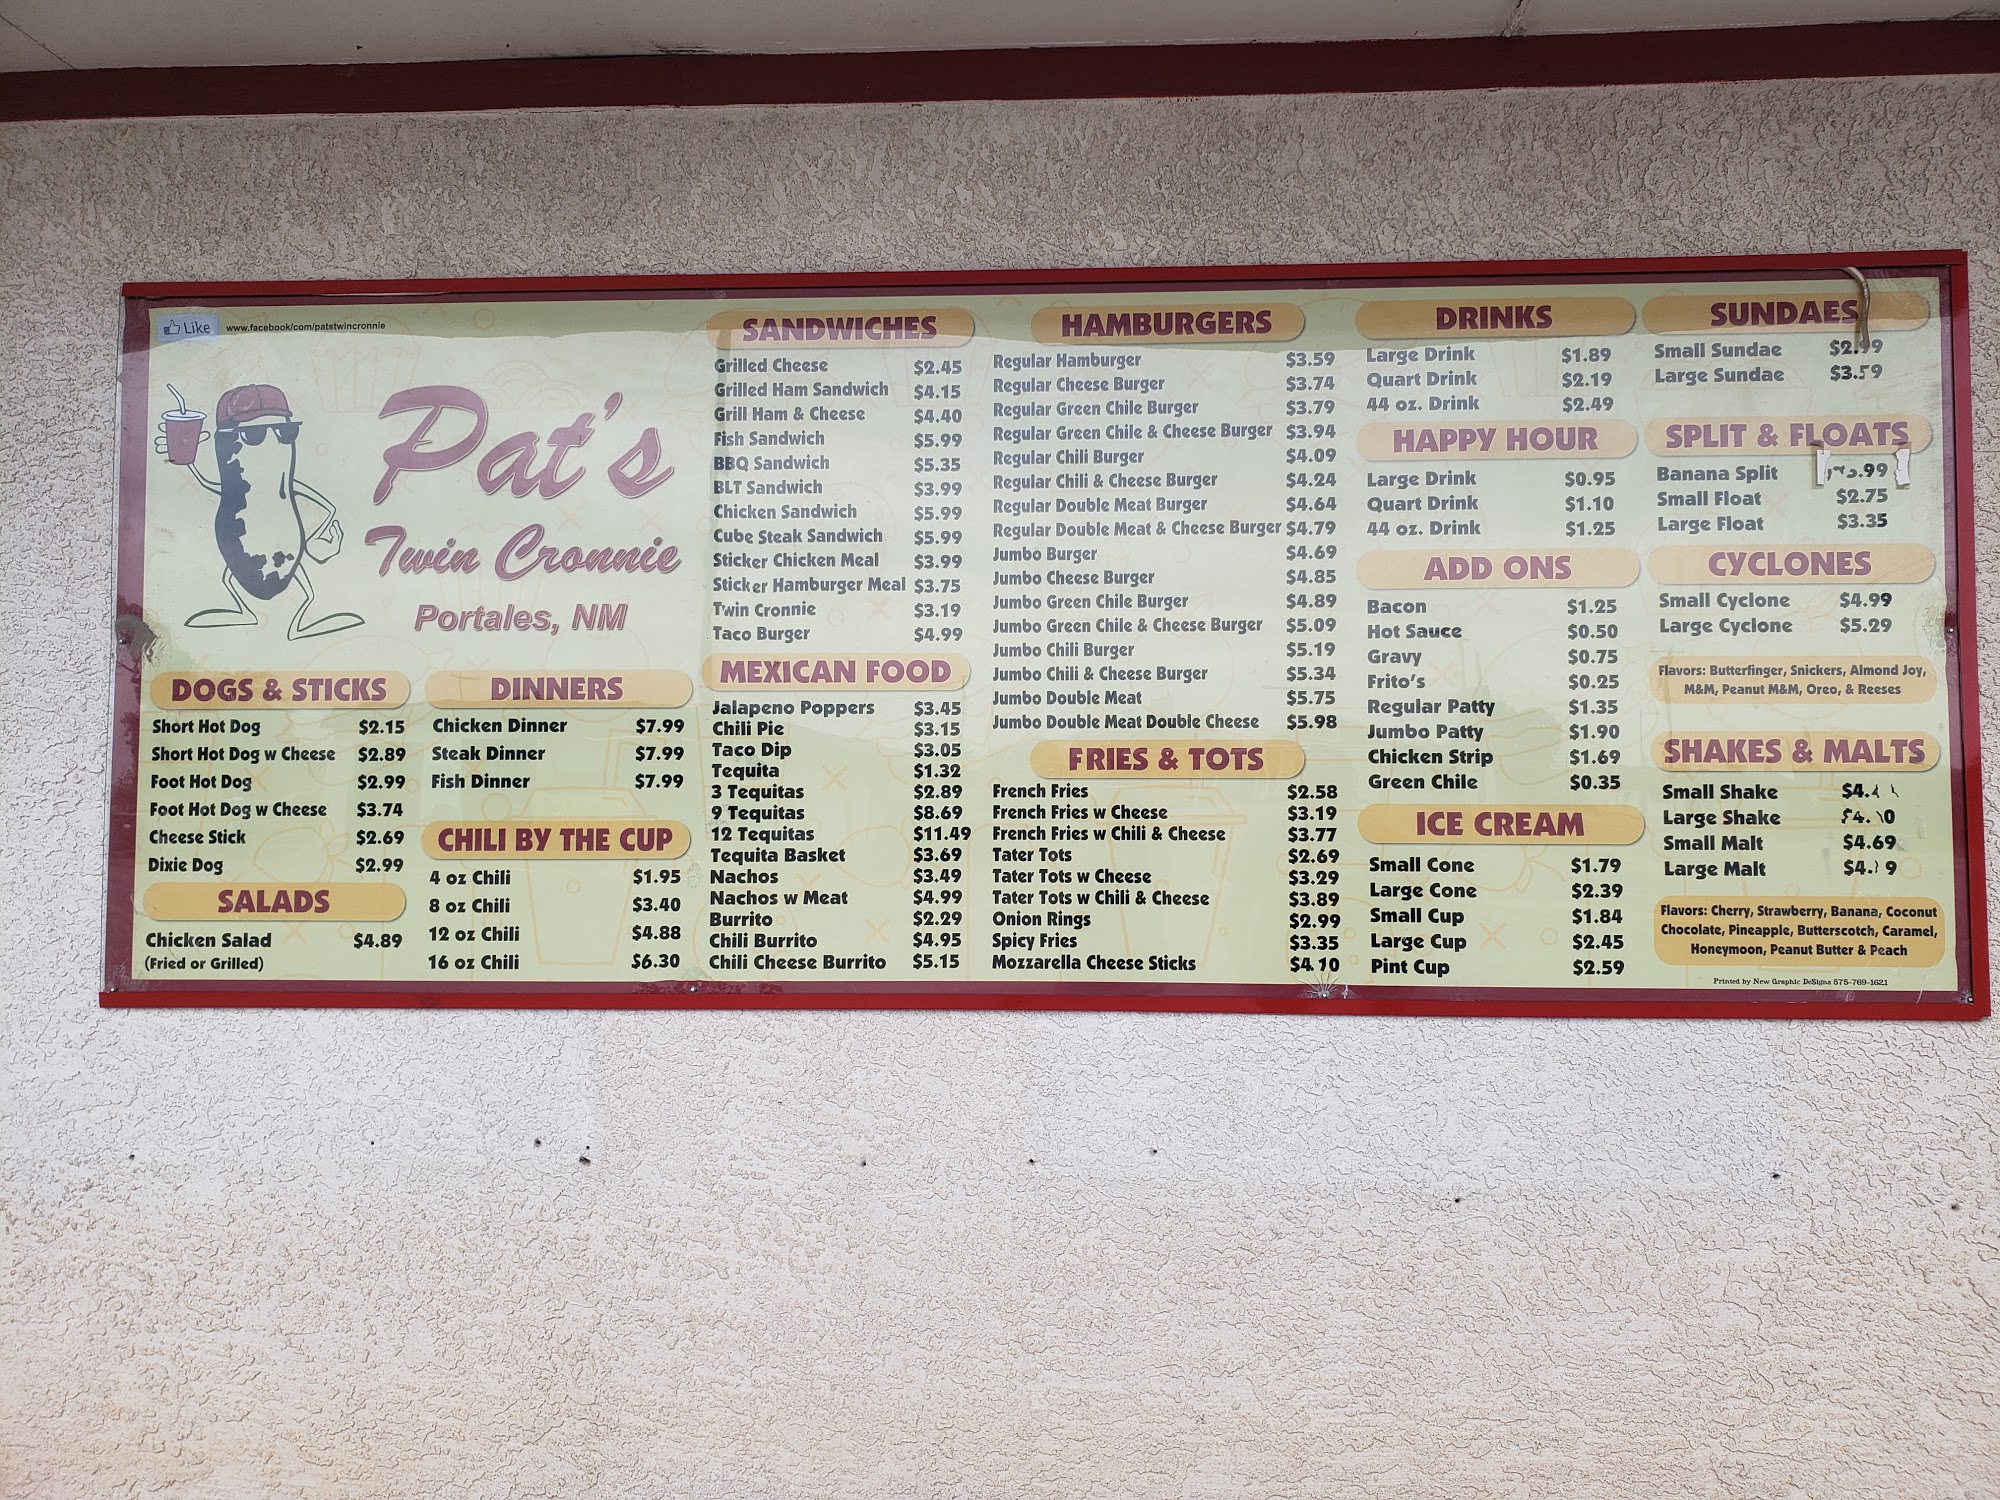 Like www.facebook/com/patstwincronnie
Pat's
Twin Cronnie
Portales, NM
DOGS & STICKS
Short Hot Dog $2.15
Short Hot Dog w Cheese $2.89
Foot Hot Dog $2.99
Foot Hot Dog w Cheese $3.74
Cheese Stick $2.69
Dixie Dog $2.99
SALADS
Chicken Salad $4.89
(Fried or Grilled)
DINNERS
Chicken Dinner $7.99
Steak Dinner $7.99
Fish Dinner $7.99
CHILI BY THE CUP
4 oz Chili $1.95
8 oz Chili $3.40
12 oz Chili $4.88
16 oz Chili $6.30
SANDWICHES
Grilled Cheese $2.45
Grilled Ham Sandwich $4.15
Grill Ham & Cheese $4.40
Fish Sandwich $5.99
BBQ Sandwich $5.35
BLT Sandwich $3.99
Chicken Sandwich $5.99
Cube Steak Sandwich $5.99
Sticker Chicken Meal $3.99
Sticker Hamburger Meal $3.75
Twin Cronnie $3.19
Taco Burger $4.99
MEXICAN FOOD
Jalapeno Poppers $3.45
Chili Pie $3.15
Taco Dip $3.05
Tequita $1.32
3 Tequitas $2.89
9 Tequitas $8.69
12 Tequitas $11.49
Tequita Basket $3.69
Nachos $3.49
Nachos w Meat $4.99
Burrito $2.29
Chili Burrito $4.95
Chili Cheese Burrito $5.15
HAMBURGERS
Regular Hamburger $3.59
Regular Cheese Burger $3.74
Regular Green Chile Burger $3.79
Regular Green Chile & Cheese Burger $3.94
Regular Chili Burger $4.09
Regular Chili & Cheese Burger $4.24
Regular Double Meat Burger $4.64
Regular Double Meat & Cheese Burger $4.79
Jumbo Burger $4.69
Jumbo Cheese Burger $4.85
Jumbo Green Chile Burger $4.89
Jumbo Green Chile & Cheese Burger $5.09
Jumbo Chili Burger $5.19
Jumbo Chili & Cheese Burger $5.34
Jumbo Double Meat $5.75
Jumbo Double Meat Double Cheese $5.98
FRIES & TOTS
French Fries $2.58
French Fries w Cheese $3.19
French Fries w Chili & Cheese $3.77
Tater Tots $2.69
Tater Tots w Cheese $3.29
Tater Tots w Chili & Cheese $3.89
Onion Rings $2.99
Spicy Fries $3.35
Mozzarella Cheese Sticks $4.10
DRINKS
Large Drink $1.89
Quart Drink $2.19
44 oz. Drink $2.49
HAPPY HOUR
Large Drink $0.95
Quart Drink $1.10
44 oz. Drink $1.25
ADD ONS
Bacon $1.25
Hot Sauce $0.50
Gravy $0.75
Frito's $0.25
Regular Patty $1.35
Jumbo Patty $1.90
Chicken Strip $1.69
Green Chile $0.35
ICE CREAM
Small Cone $1.79
Large Cone $2.39
Small Cup $1.84
Large Cup $2.45
Pint Cup $2.59
SUNDAES
Small Sundae $2.99
Large Sundae $3.59
SPLIT & FLOATS
Banana Split
Small Float $2.75
Large Float $3.35
CYCLONES
Small Cyclone $4.99
Large Cyclone $5.29
Flavors: Butterfinger, Snickers, Almond Joy,
M&M, Peanut M&M, Oreo, & Reeses
SHAKES & MALTS
Small Shake
Large Shake
Small Malt $4.69
Large Malt
Flavors: Cherry, Strawberry, Banana, Coconut
Chocolate, Pineapple, Butterscotch, Caramel,
Honeymoon, Peanut Butter & Peach
Printed by New Graphic DeSigns 575-769-1621